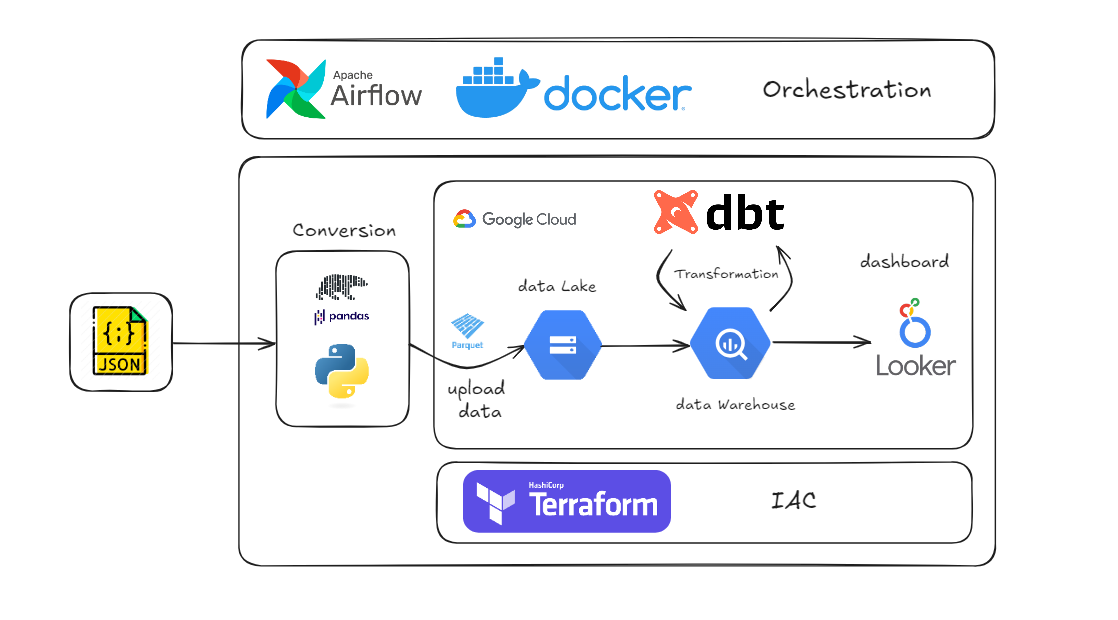 Apache
Airflow
docker
Orchestration
Conversion
Google Cloud
dbt
Transformation
dashboard
data Lake
pandas
Parquet
{;}
JSON
Looker
upload
data
data Warehouse
HashiCorp
Terraform
IAC